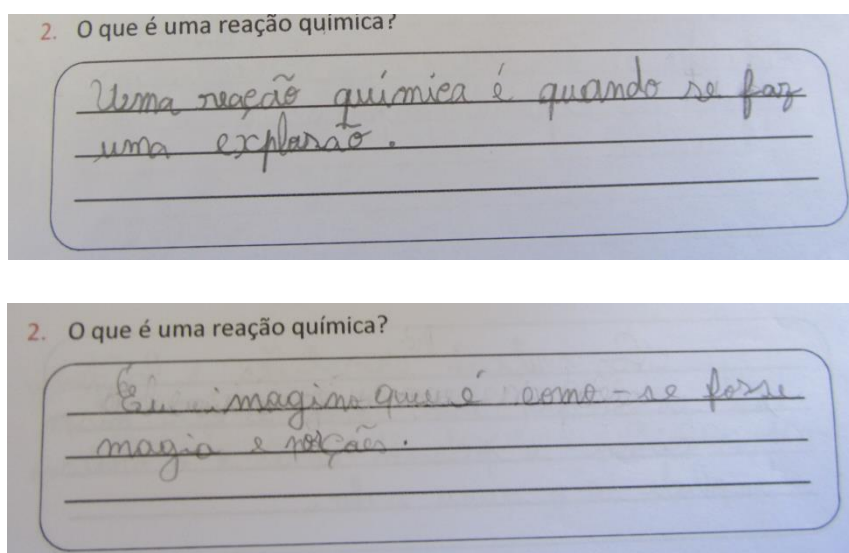 2. O que é uma reação química?
Uma reação química é quando se faz
uma explosão.
2. O que é uma reação química?
Eu imagino que é como-se fosse
magia e poções.